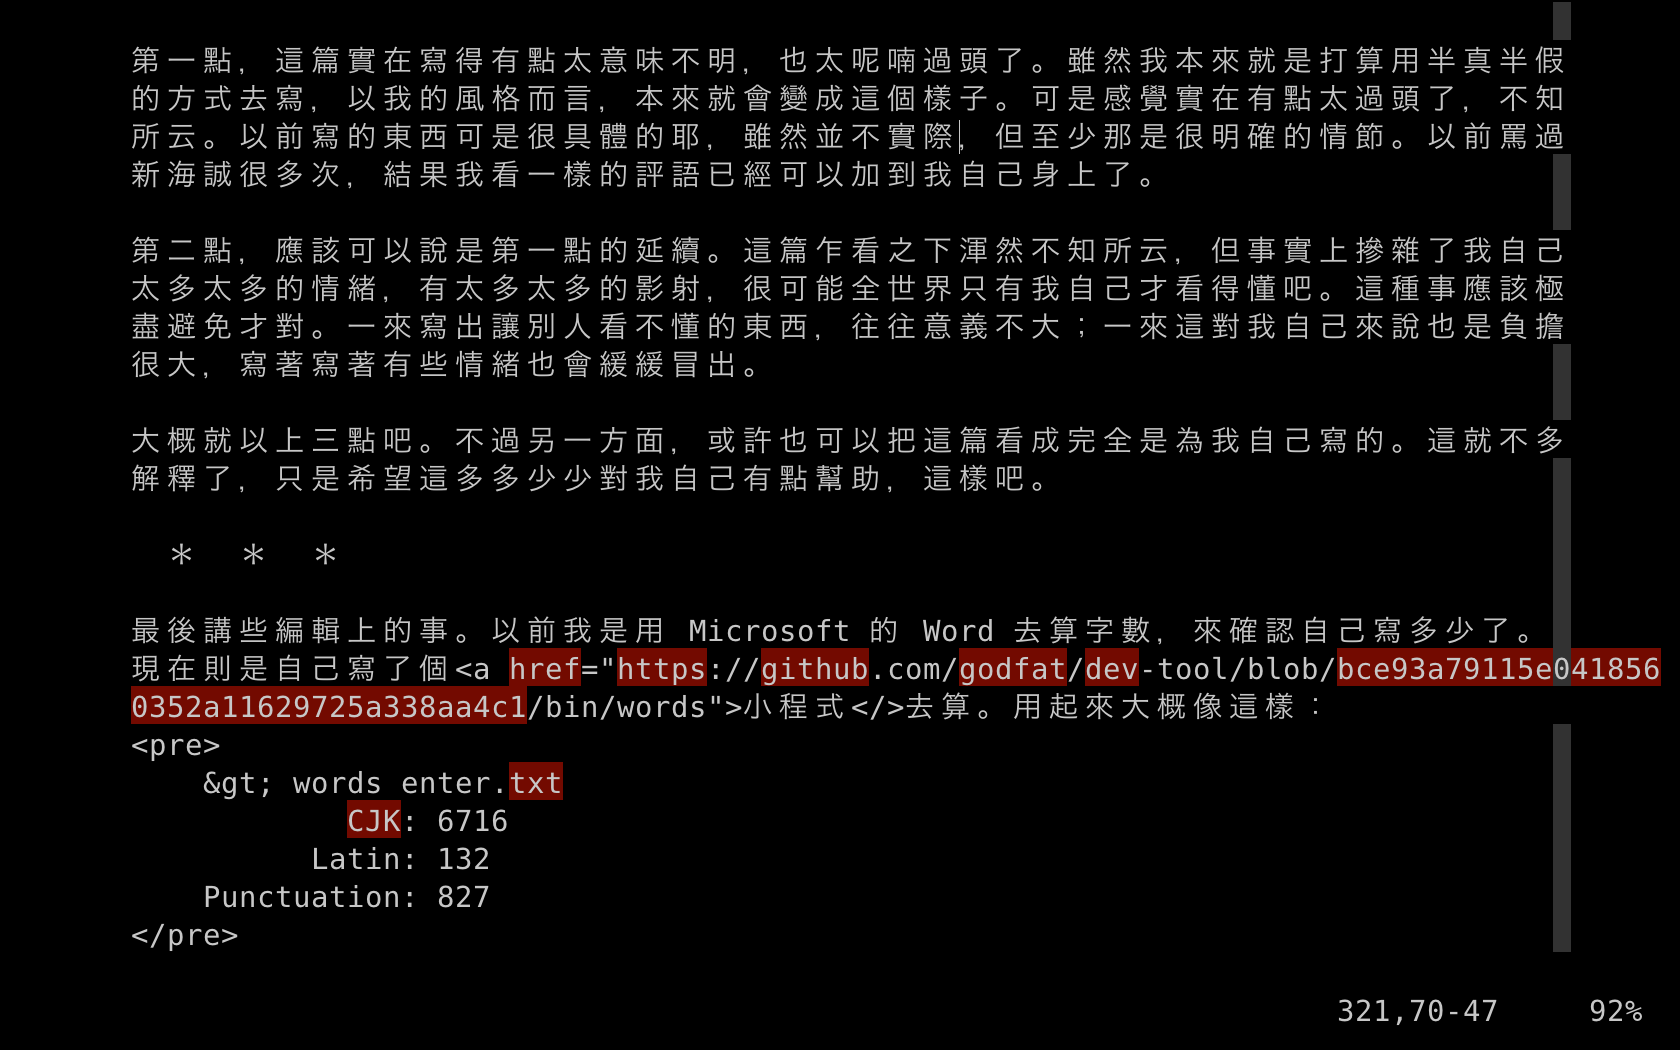 第一點，這篇實在寫得有點太意味不明，也太呢喃過頭了。雖然我本來就是打算用半真半假
的方式去寫，以我的風格而言，本來就會變成這個樣子。可是感覺實在有點太過頭了，不知
所云。以前寫的東西可是很具體的耶，雖然並不實際，但至少那是很明確的情節。以前罵過
新海誠很多次，結果我看一樣的評語已經可以加到我自己身上了。
第二點，應該可以說是第一點的延續。這篇乍看之下渾然不知所云，但事實上摻雜了我自己
太多太多的情緒，有太多太多的影射，很可能全世界只有我自己才看得懂吧。這種事應該極
盡避免才對。一來寫出讓別人看不懂的東西，往往意義不大；一來這對我自己來說也是負擔
很大，寫著寫著有些情緒也會緩緩冒出。
大概就以上三點吧。不過另一方面，或許也可以把這篇看成完全是為我自己寫的。這就不多
解釋了，只是希望這多多少少對我自己有點幫助，這樣吧。
＊　＊　＊
最後講些編輯上的事。以前我是用 Microsoft 的 Word 去算字數，來確認自己寫多少了。
現在則是自己寫了個<a href="https://github.com/godfat/dev-tool/blob/bce93a79115e041856
0352a11629725a338aa4c1/bin/words">小程式</>去算。用起來大概像這樣：
<pre>
&gt; words enter.txt
CJK: 6716
Latin: 132
Punctuation: 827
</pre>
321,70-47 92%